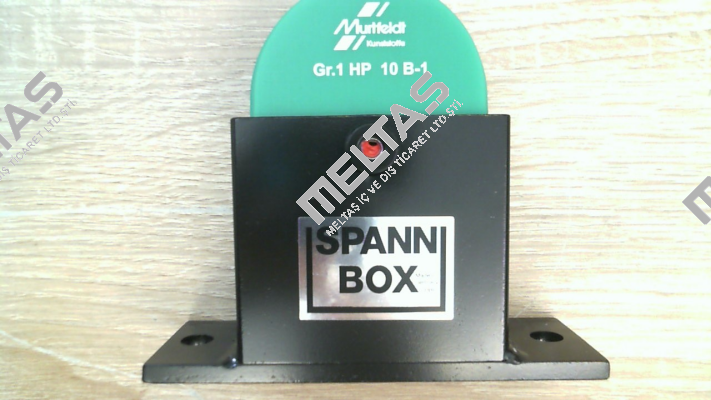 Murtfeldt
Kunststoffe
Gr.1 HP 10 B-1
SPANN
BOX
MELTAS
MELTAŞ İÇ VE DIŞ TİCARET LTD.ŞTİ.
MELTAS
MELTAŞ İÇ VE DIŞ TİCARET LTD.ŞTİ.